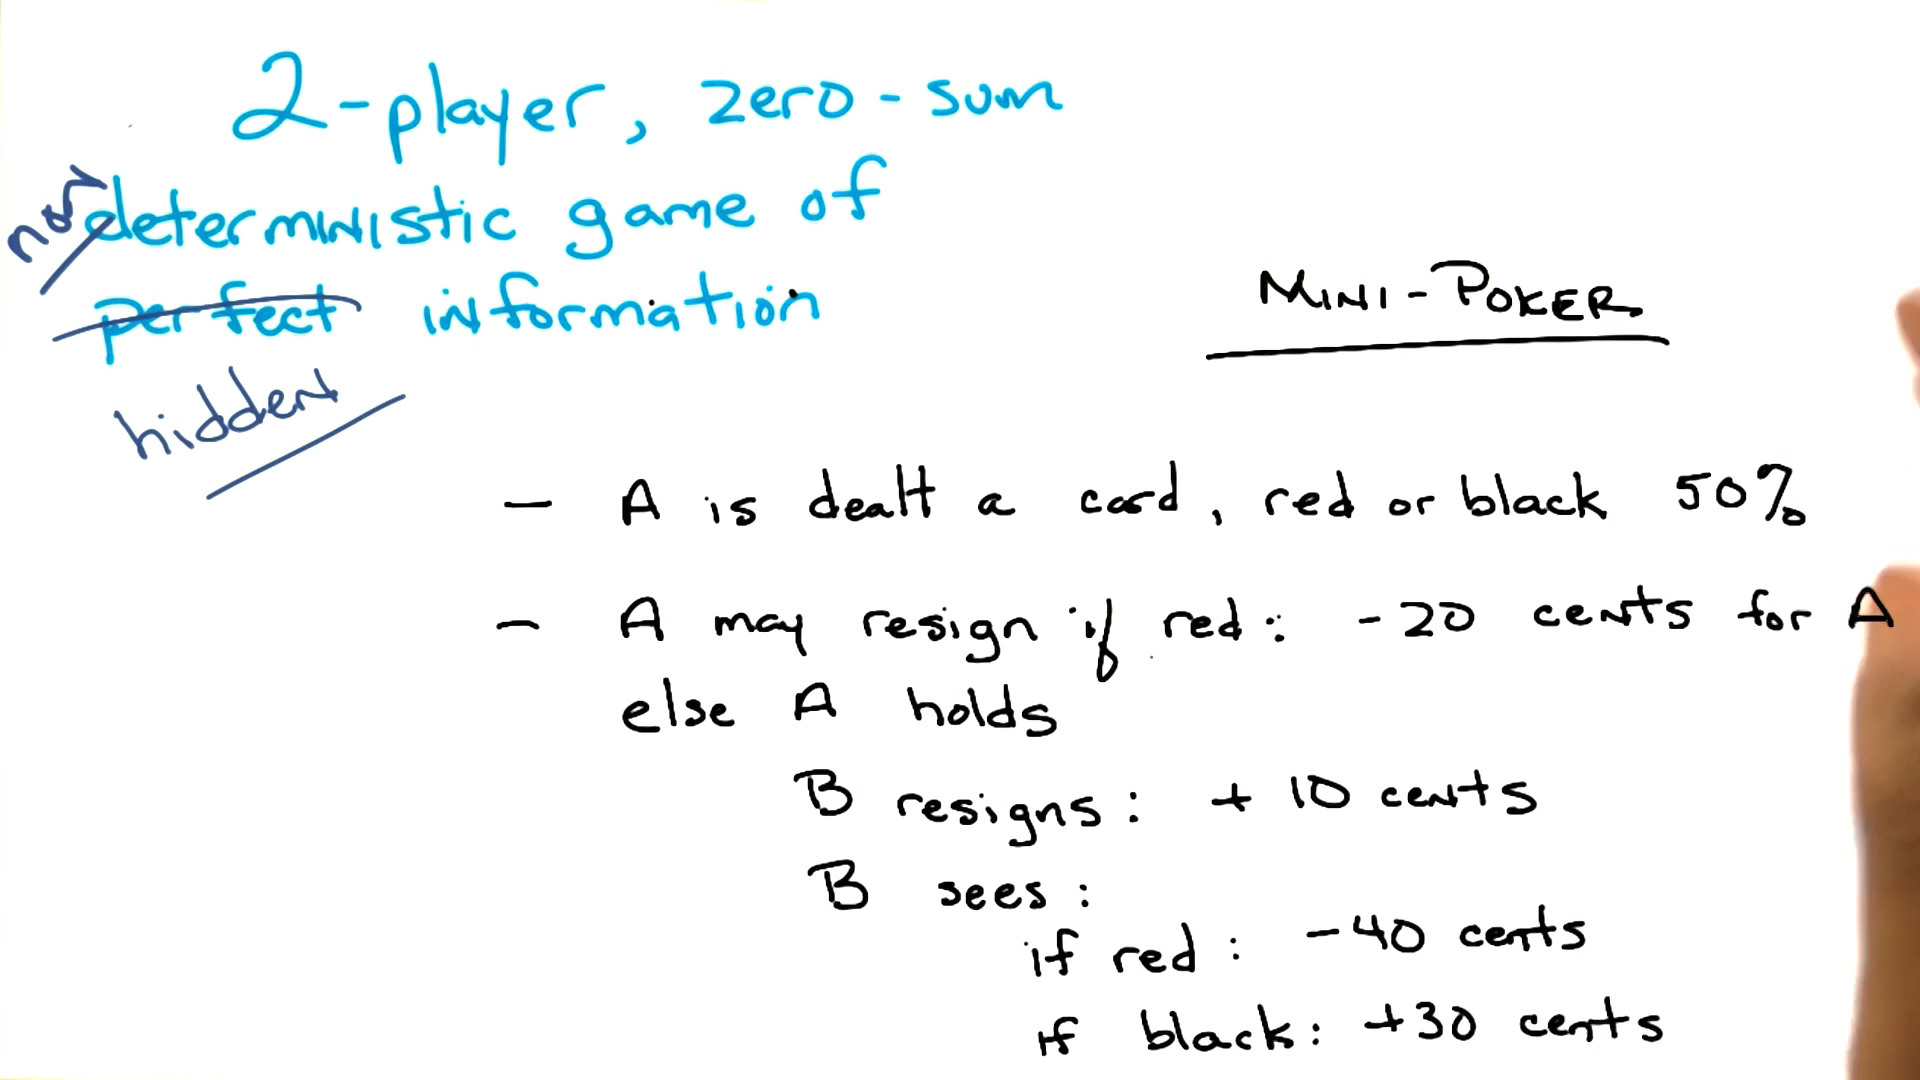 2-player, zero-sum
non deterministic game of
perfect information
hidden
MINI-POKER
- A is dealt a card, red or black 50%
- A may resign if red: -20 cents for A
else A holds
B resigns: + 10 cents
B sees:
if red: -40 cents
if black: +30 cents